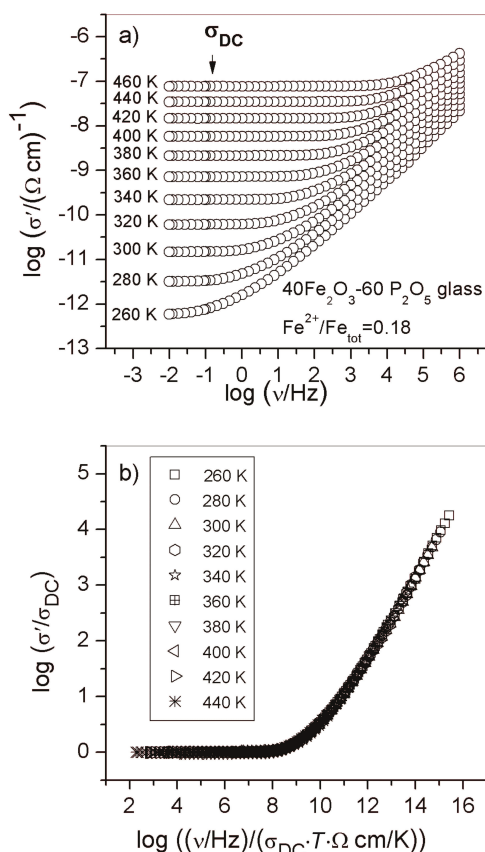 a)
σDC
-5
-6
-7
-8
-9
-10
-11
-12
-13
log (σ'/(Ω cm)⁻¹)
460 K
440 K
420 K
400 K
380 K
360 K
340 K
320 K
300 K
280 K
260 K
40Fe₂O₃-60 P₂O₅ glass
Fe²⁺/Fe_tot=0.18
-3 -2 -1 0 1 2 3 4 5 6
log (ν/Hz)
b)
260 K
280 K
300 K
320 K
340 K
360 K
380 K
400 K
420 K
440 K
5
4
3
2
1
0
log (σ'/σDC)
2 4 6 8 10 12 14 16
log ((ν/Hz)/(σDC·T·Ω cm/K))